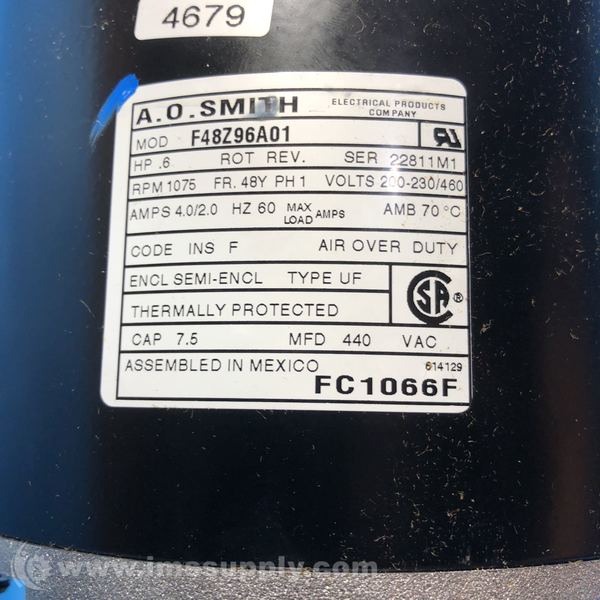 4679
A.O.SMITH ELECTRICAL PRODUCTS COMPANY
MOD F48Z96A01
HP .6 ROT REV. SER 22811M1
RPM 1075 FR. 48Y PH 1 VOLTS 200-230/460
AMPS 4.0/2.0 HZ 60 MAX LOAD AMPS AMB 70 °C
CODE INS F AIR OVER DUTY
ENCL SEMI-ENCL TYPE UF
SA ®
THERMALLY PROTECTED
CAP 7.5 MFD 440 VAC
ASSEMBLED IN MEXICO 614129
FC1066F
www.imssupply.com